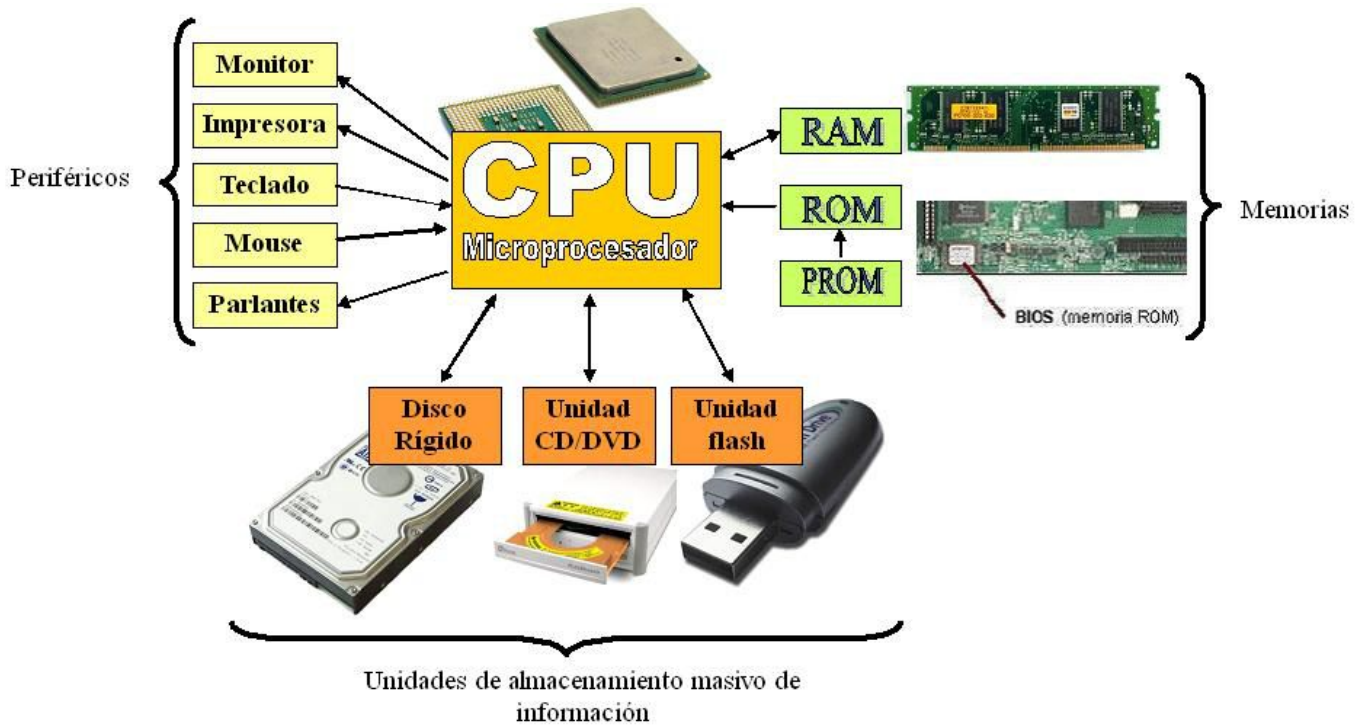 Periféricos
Monitor
Impresora
Teclado
Mouse
Parlantes
CPU
Microprocesador
RAM
ROM
PROM
BIOS (memoria ROM)
Memorias
Disco
Rígido
Unidad
CD/DVD
Unidad
flash
Unidades de almacenamiento masivo de
información